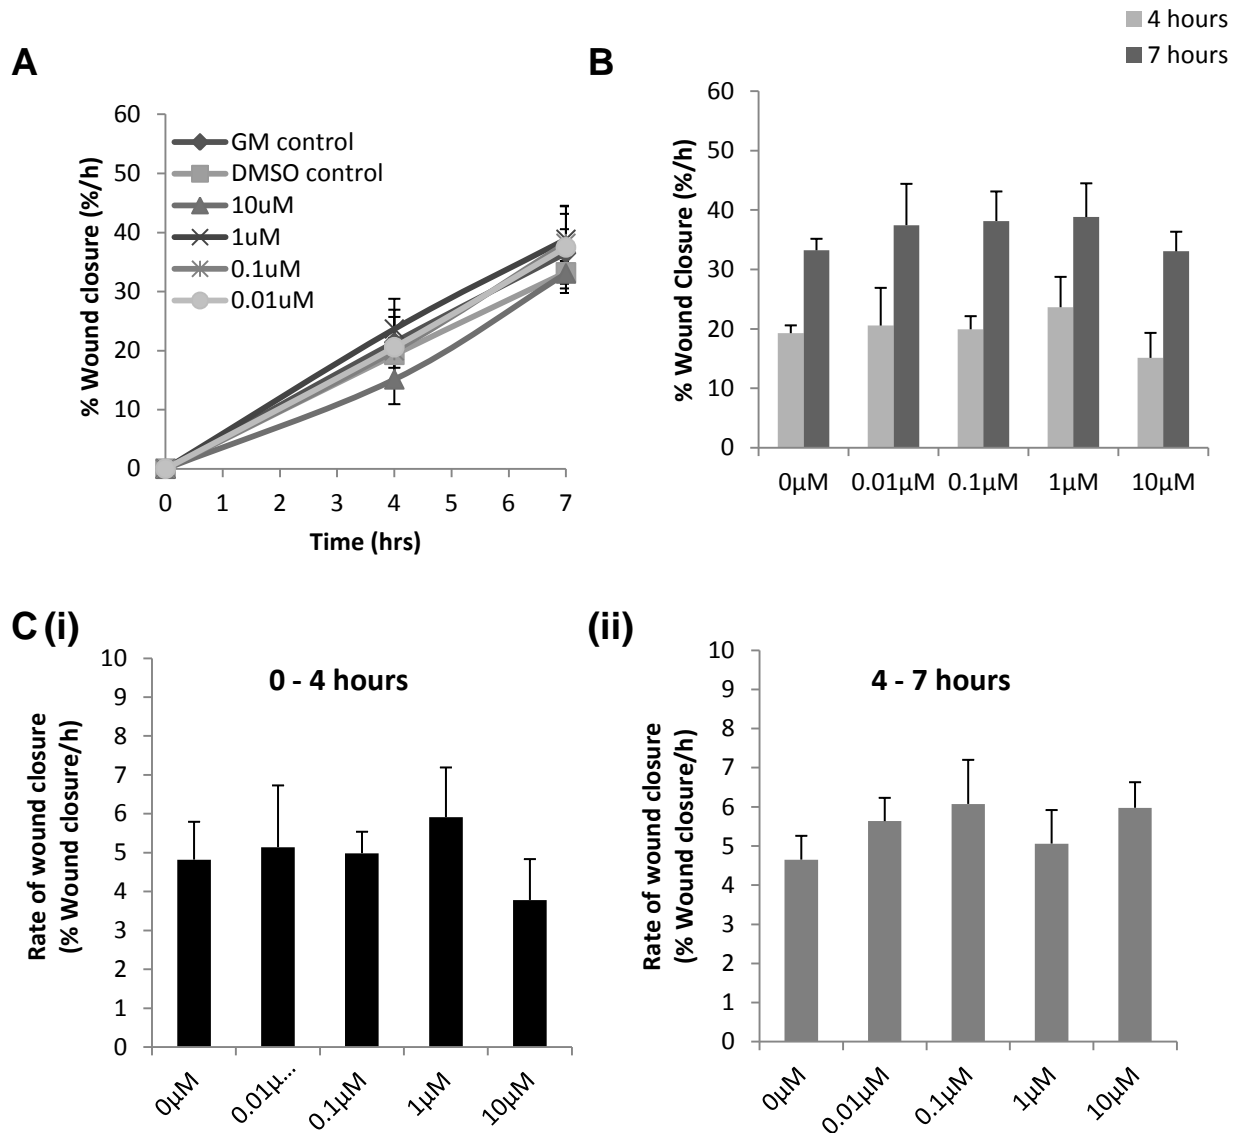 4 hours
7 hours
A
B
60
50
40
30
20
10
0
% Wound closure (%/h)
GM control
DMSO control
10uM
1uM
0.1uM
0.01uM
0 1 2 3 4 5 6 7
Time (hrs)
60
50
40
30
20
10
0
% Wound Closure (%/h)
0µM 0.01µM 0.1µM 1µM 10µM
C (i)
(ii)
0 - 4 hours
10
9
8
7
6
5
4
3
2
1
0
Rate of wound closure
(% Wound closure/h)
0µM 0.01µ... 0.1µM 1µM 10µM
4 - 7 hours
10
9
8
7
6
5
4
3
2
1
0
Rate of wound closure
(% Wound closure/h)
0µM 0.01µM 0.1µM 1µM 10µM